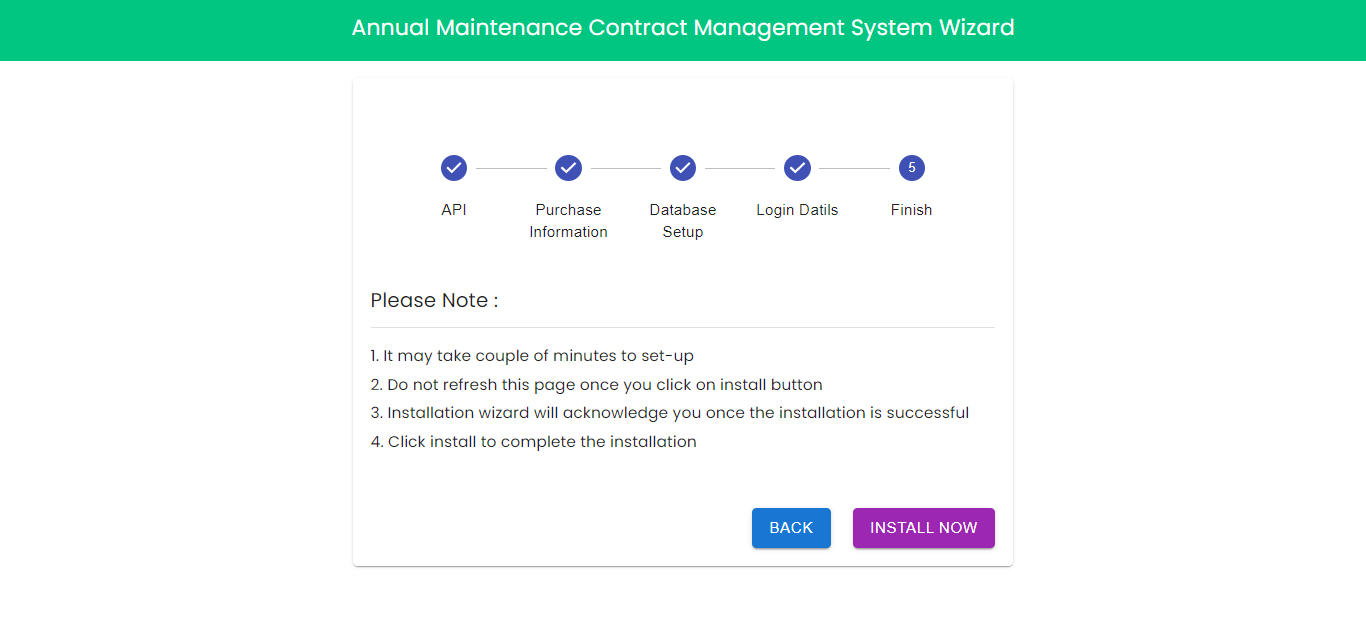 Annual Maintenance Contract Management System Wizard
5
API
Purchase
Information
Database
Setup
Login Datils
Finish
Please Note :
1. It may take couple of minutes to set-up
2. Do not refresh this page once you click on install button
3. Installation wizard will acknowledge you once the installation is successful
4. Click install to complete the installation
BACK
INSTALL NOW